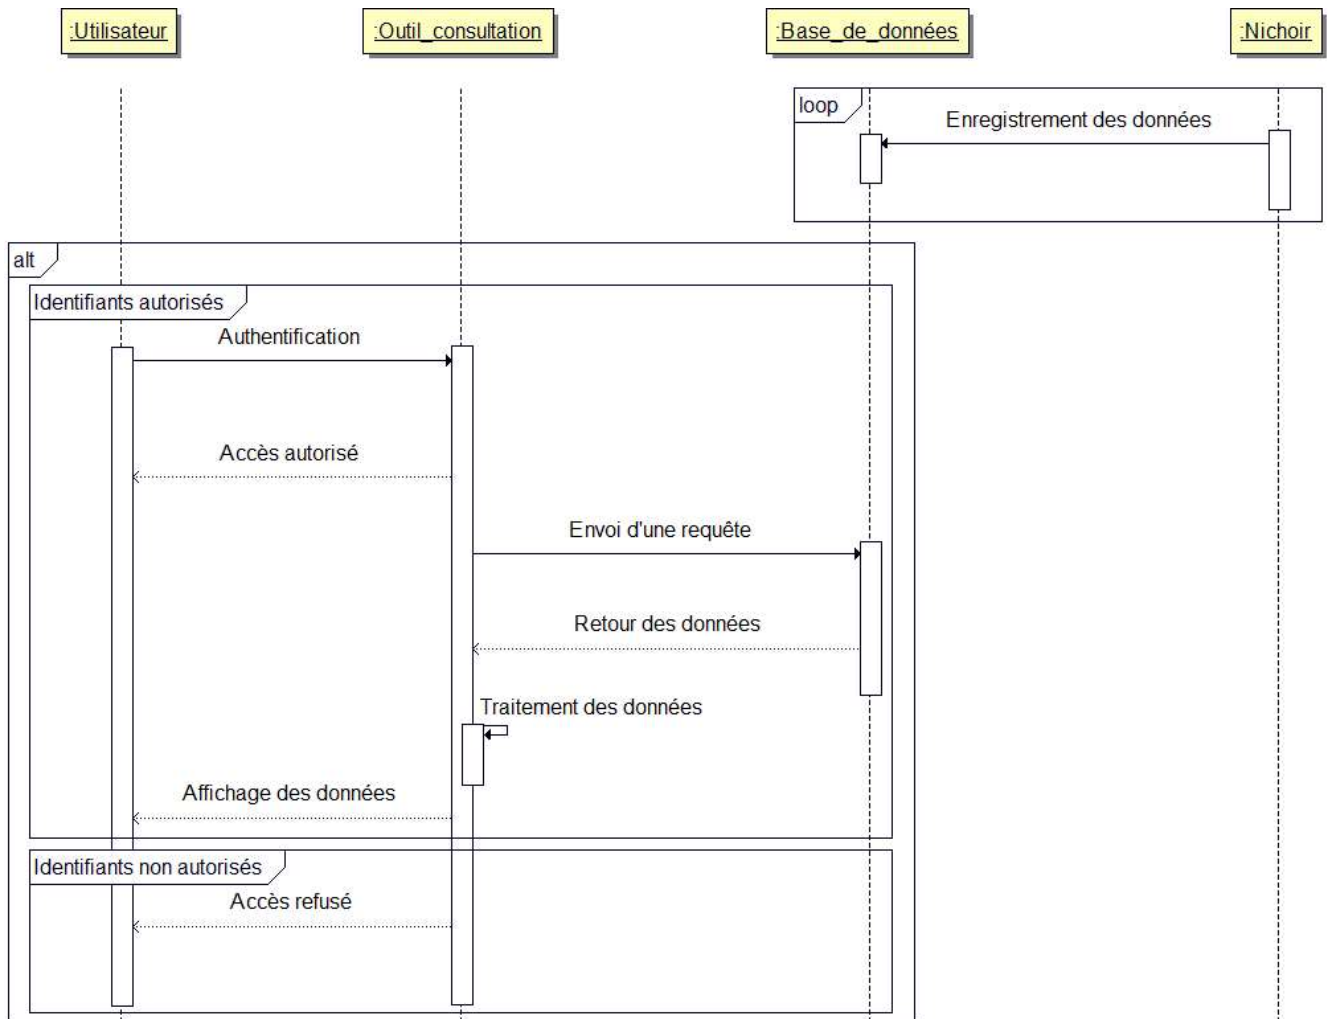 :Utilisateur
:Outil_consultation
:Base_de_données
:Nichoir
loop
Enregistrement des données
alt
Identifiants autorisés
Authentification
Accès autorisé
Envoi d'une requête
Retour des données
Traitement des données
Affichage des données
Identifiants non autorisés
Accès refusé